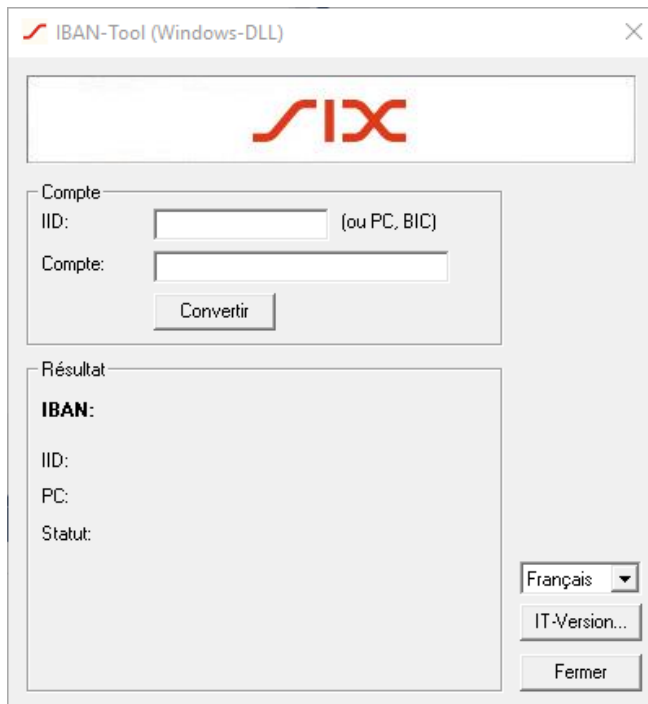 IBAN-Tool (Windows-DLL)
SIX
Compte
IID: (ou PC, BIC)
Compte:
Convertir
Résultat
IBAN:
IID:
PC:
Statut:
Français
IT-Version...
Fermer